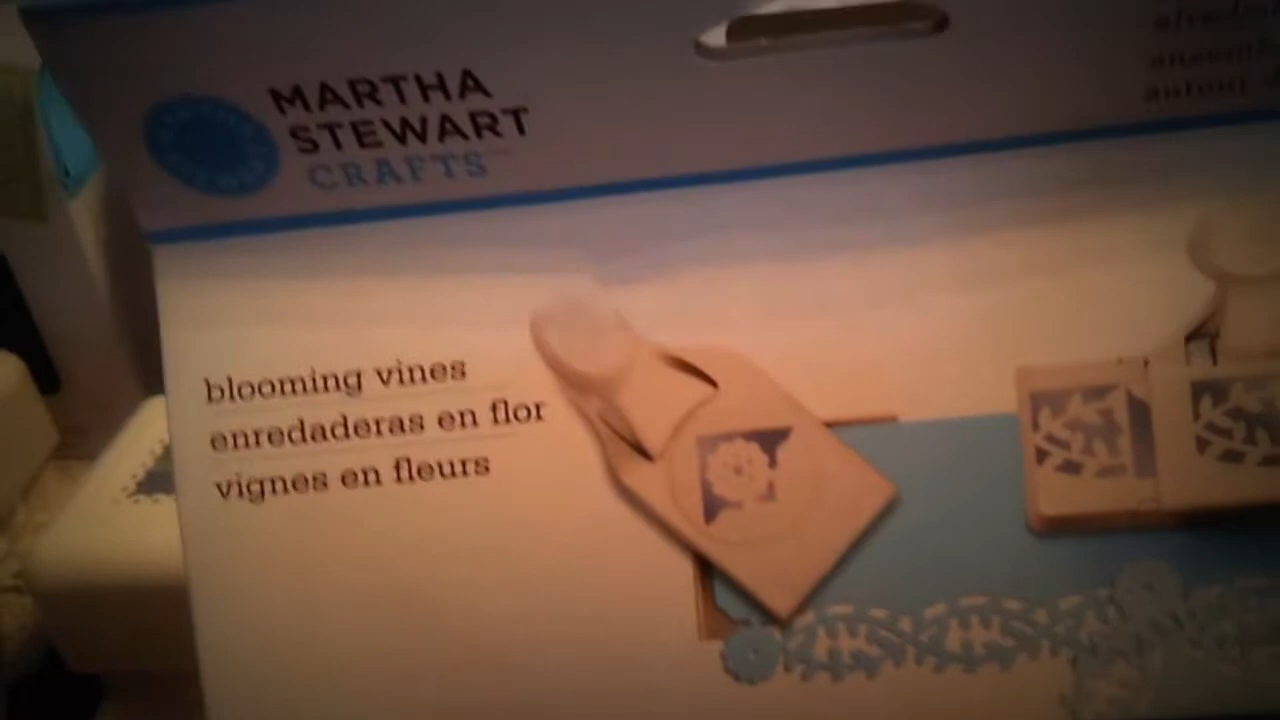 MARTHA
STEWART
CRAFTS
blooming vines
enredaderas en flor
vignes en fleurs